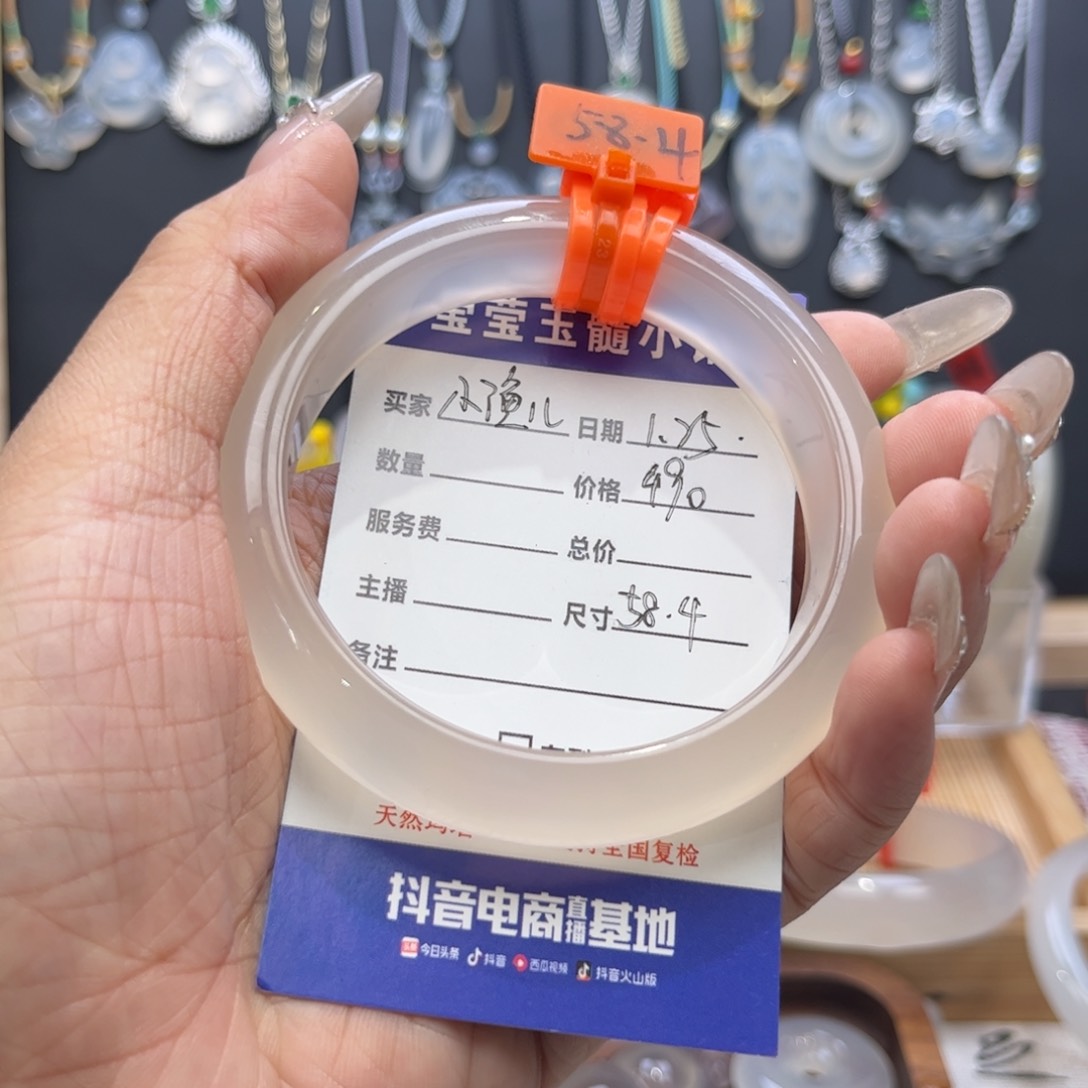 58.4
莹莹玉髓小
买家 小渔儿 日期 1.25.
数量 价格 490
服务费 总价
主播 尺寸 58.4
备注
天然
全国复检
抖音电商直播基地
今日头条 抖音 西瓜视频 抖音火山版